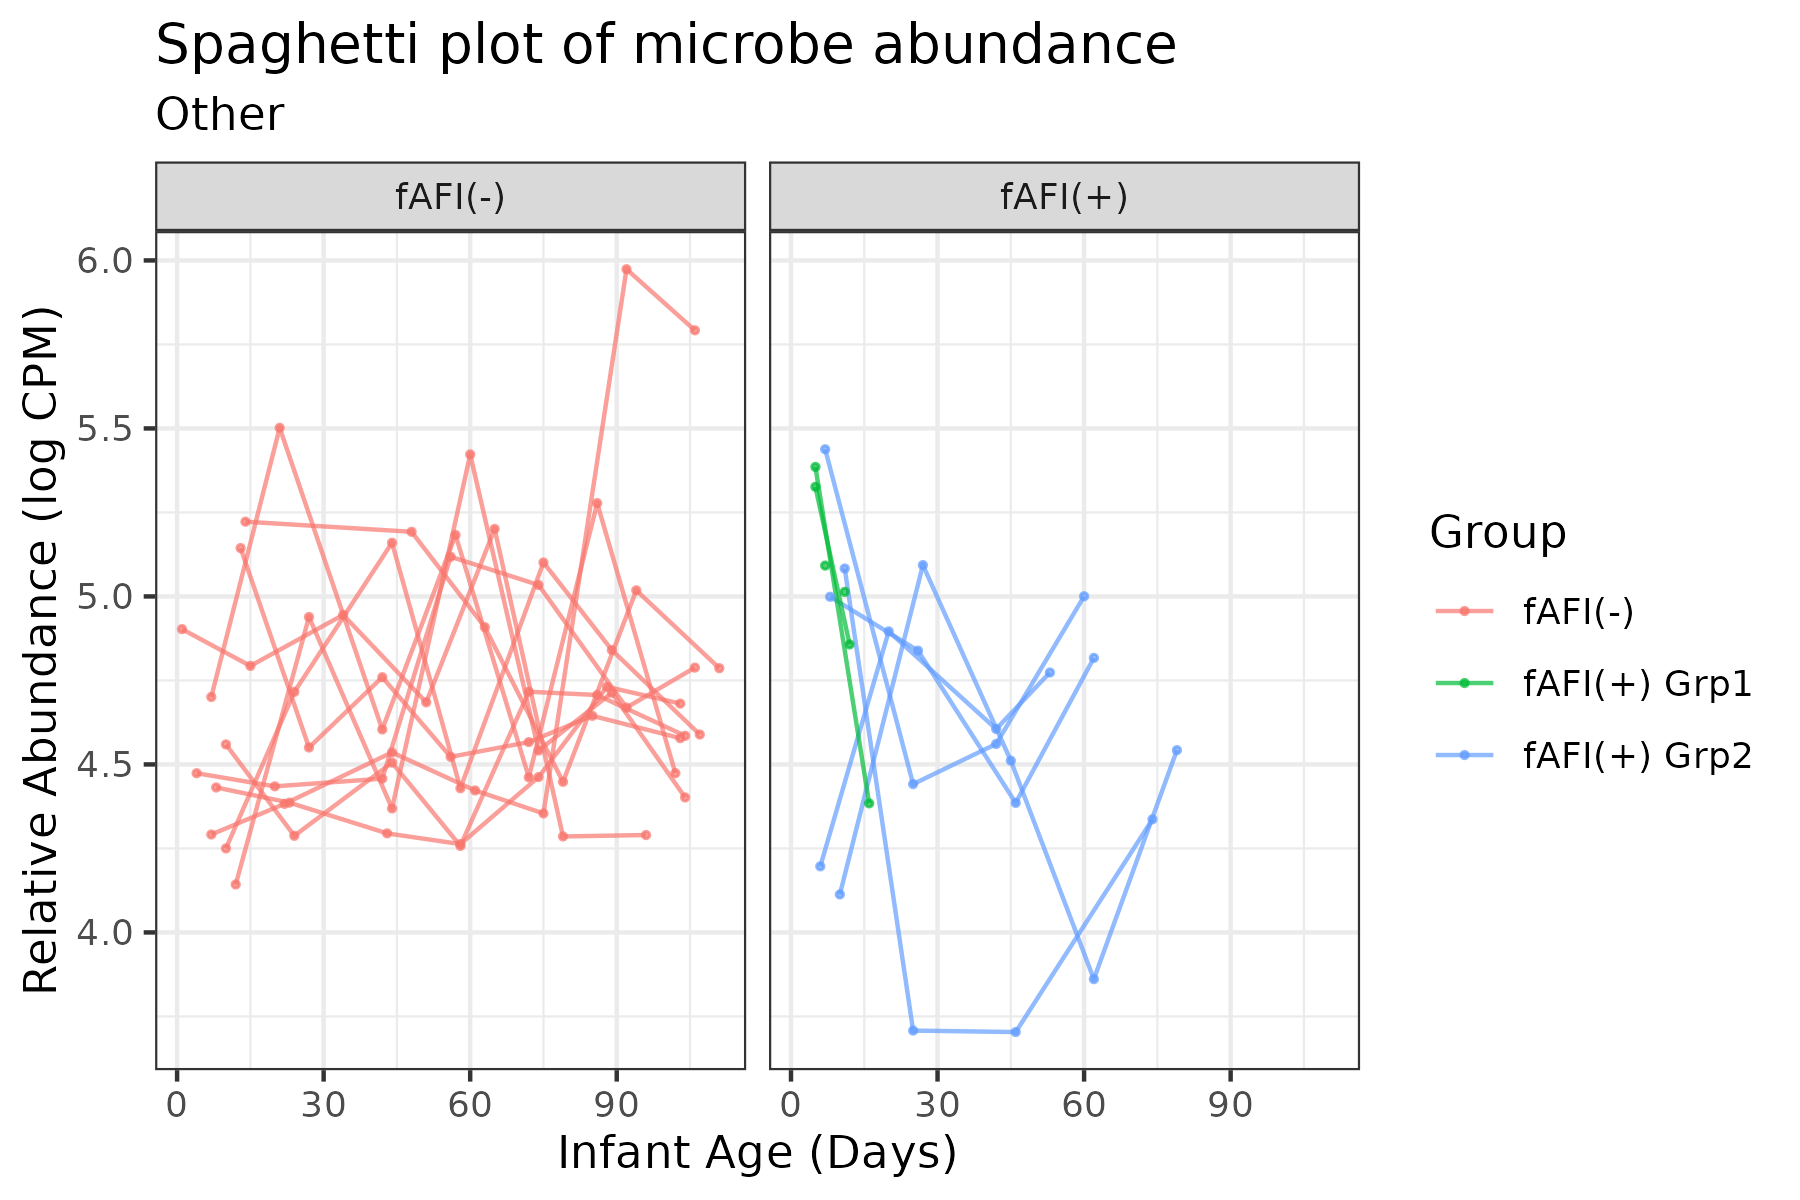 Spaghetti plot of microbe abundance
Other
fAFI(-)
fAFI(+)
Relative Abundance (log CPM)
6.0
5.5
5.0
4.5
4.0
0 30 60 90
0 30 60 90
Infant Age (Days)
Group
fAFI(-)
fAFI(+) Grp1
fAFI(+) Grp2